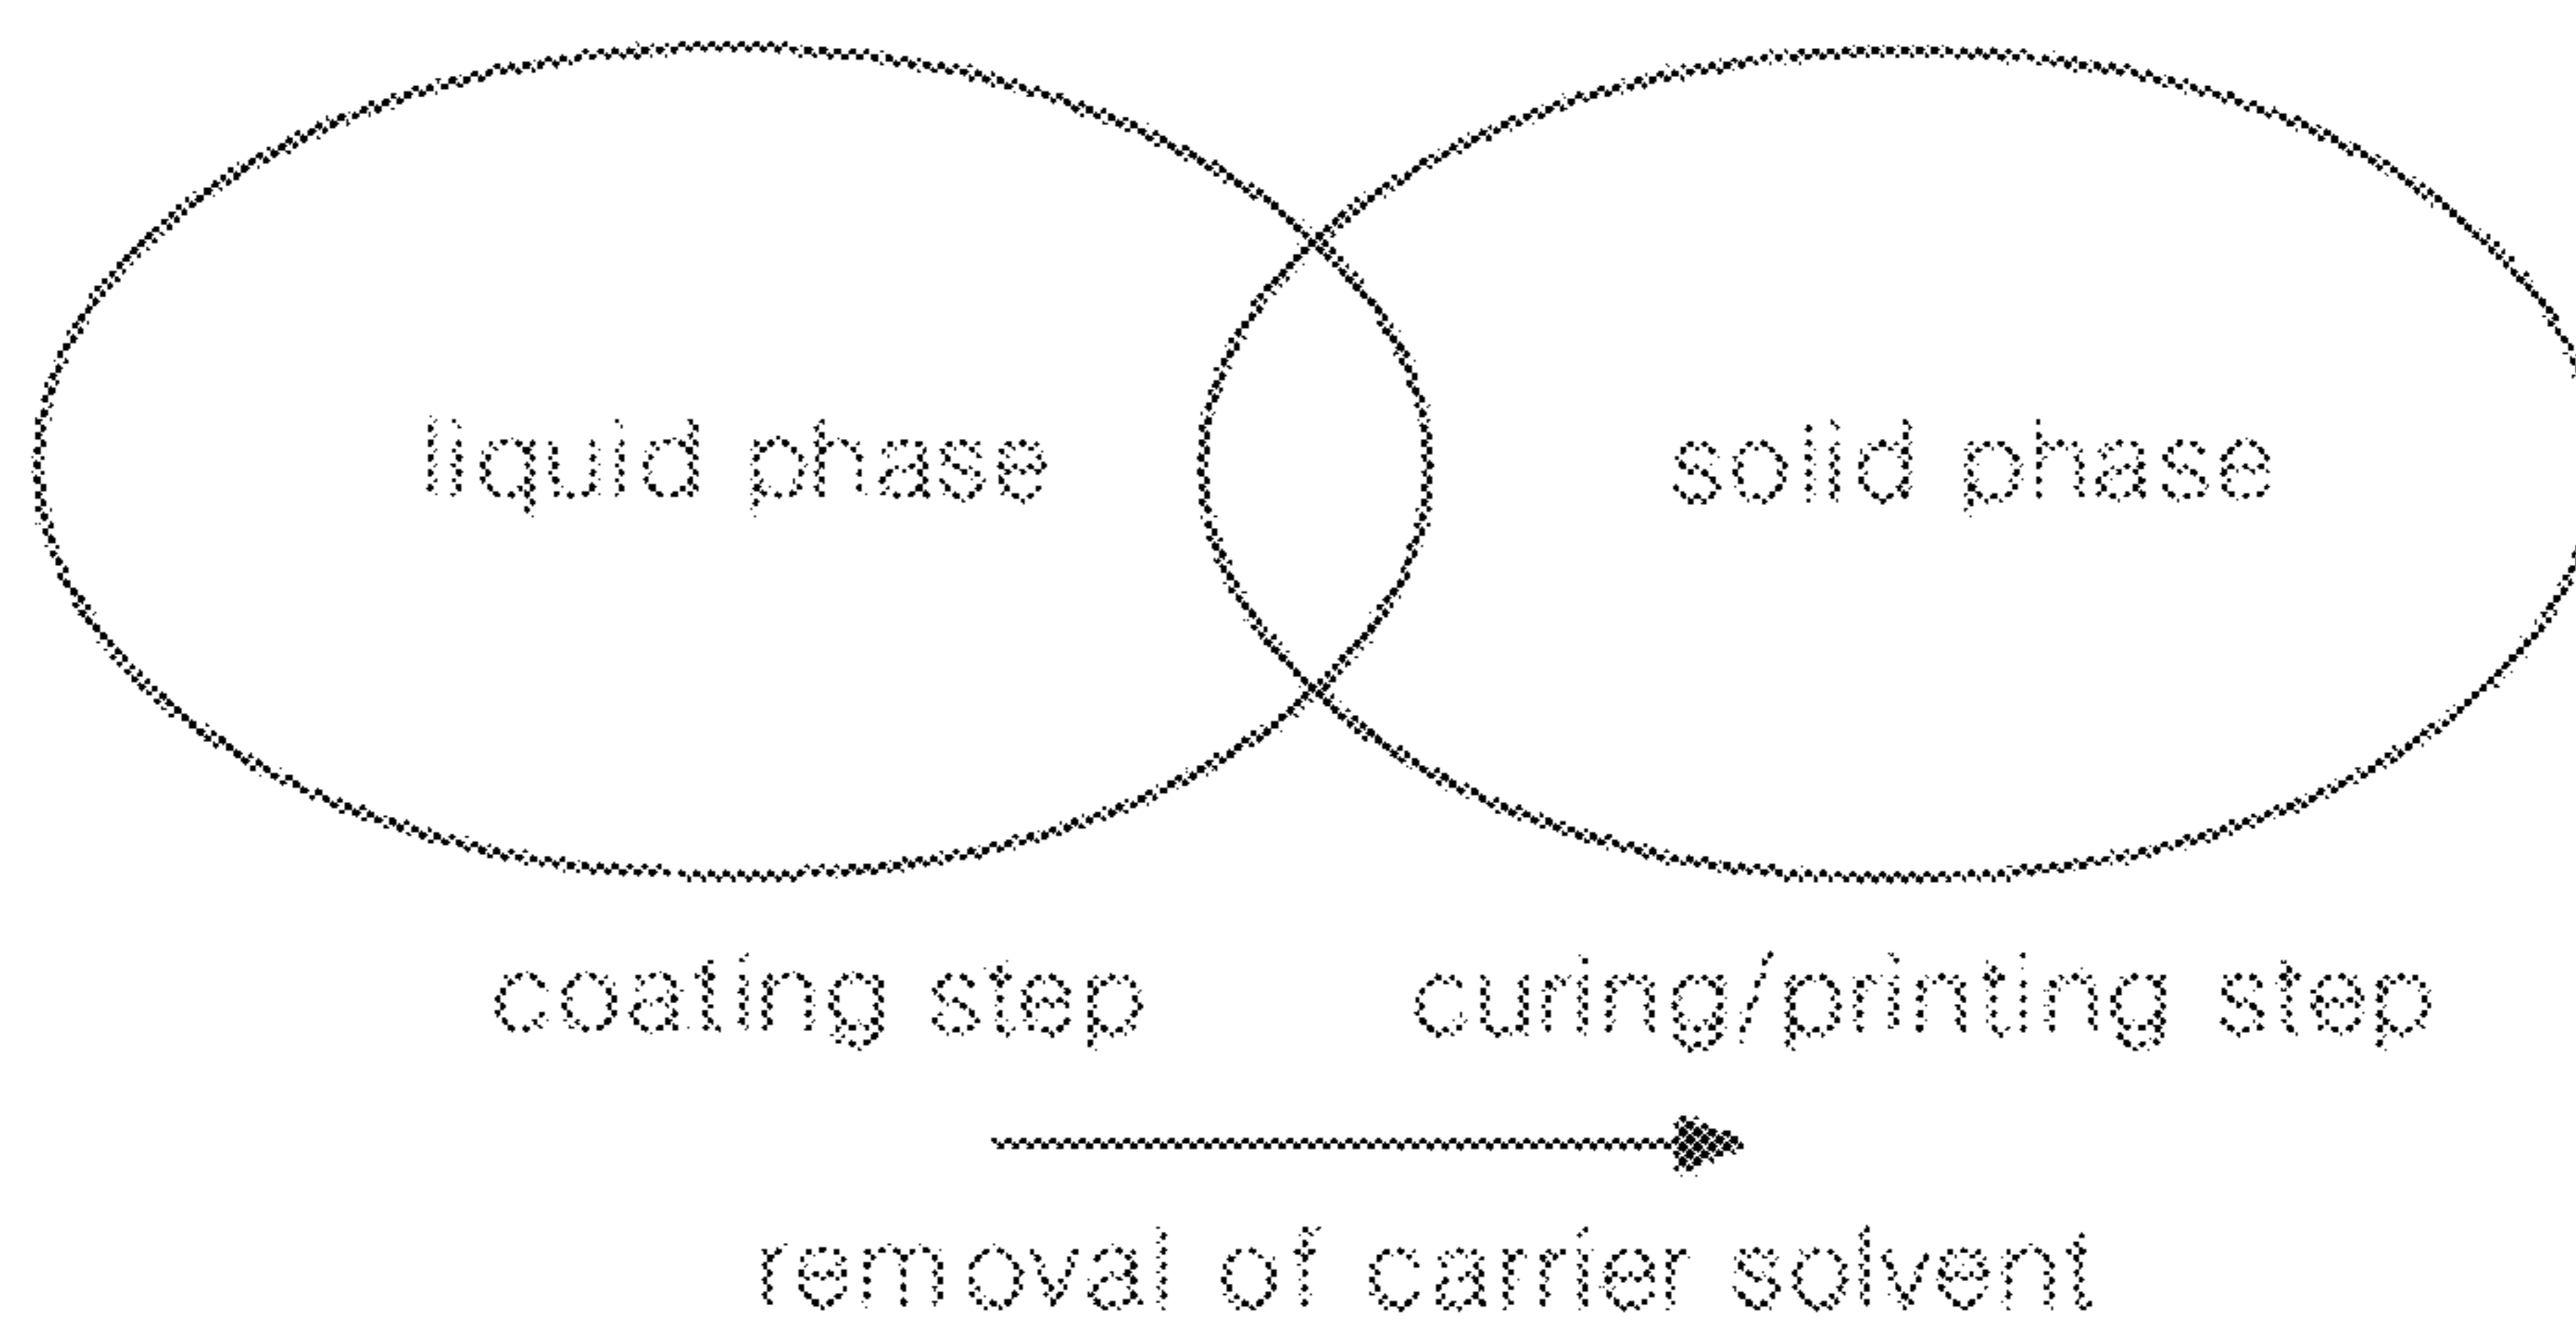 liquid phase
solid phase
coating step
curing/printing step
removal of carrier solvent